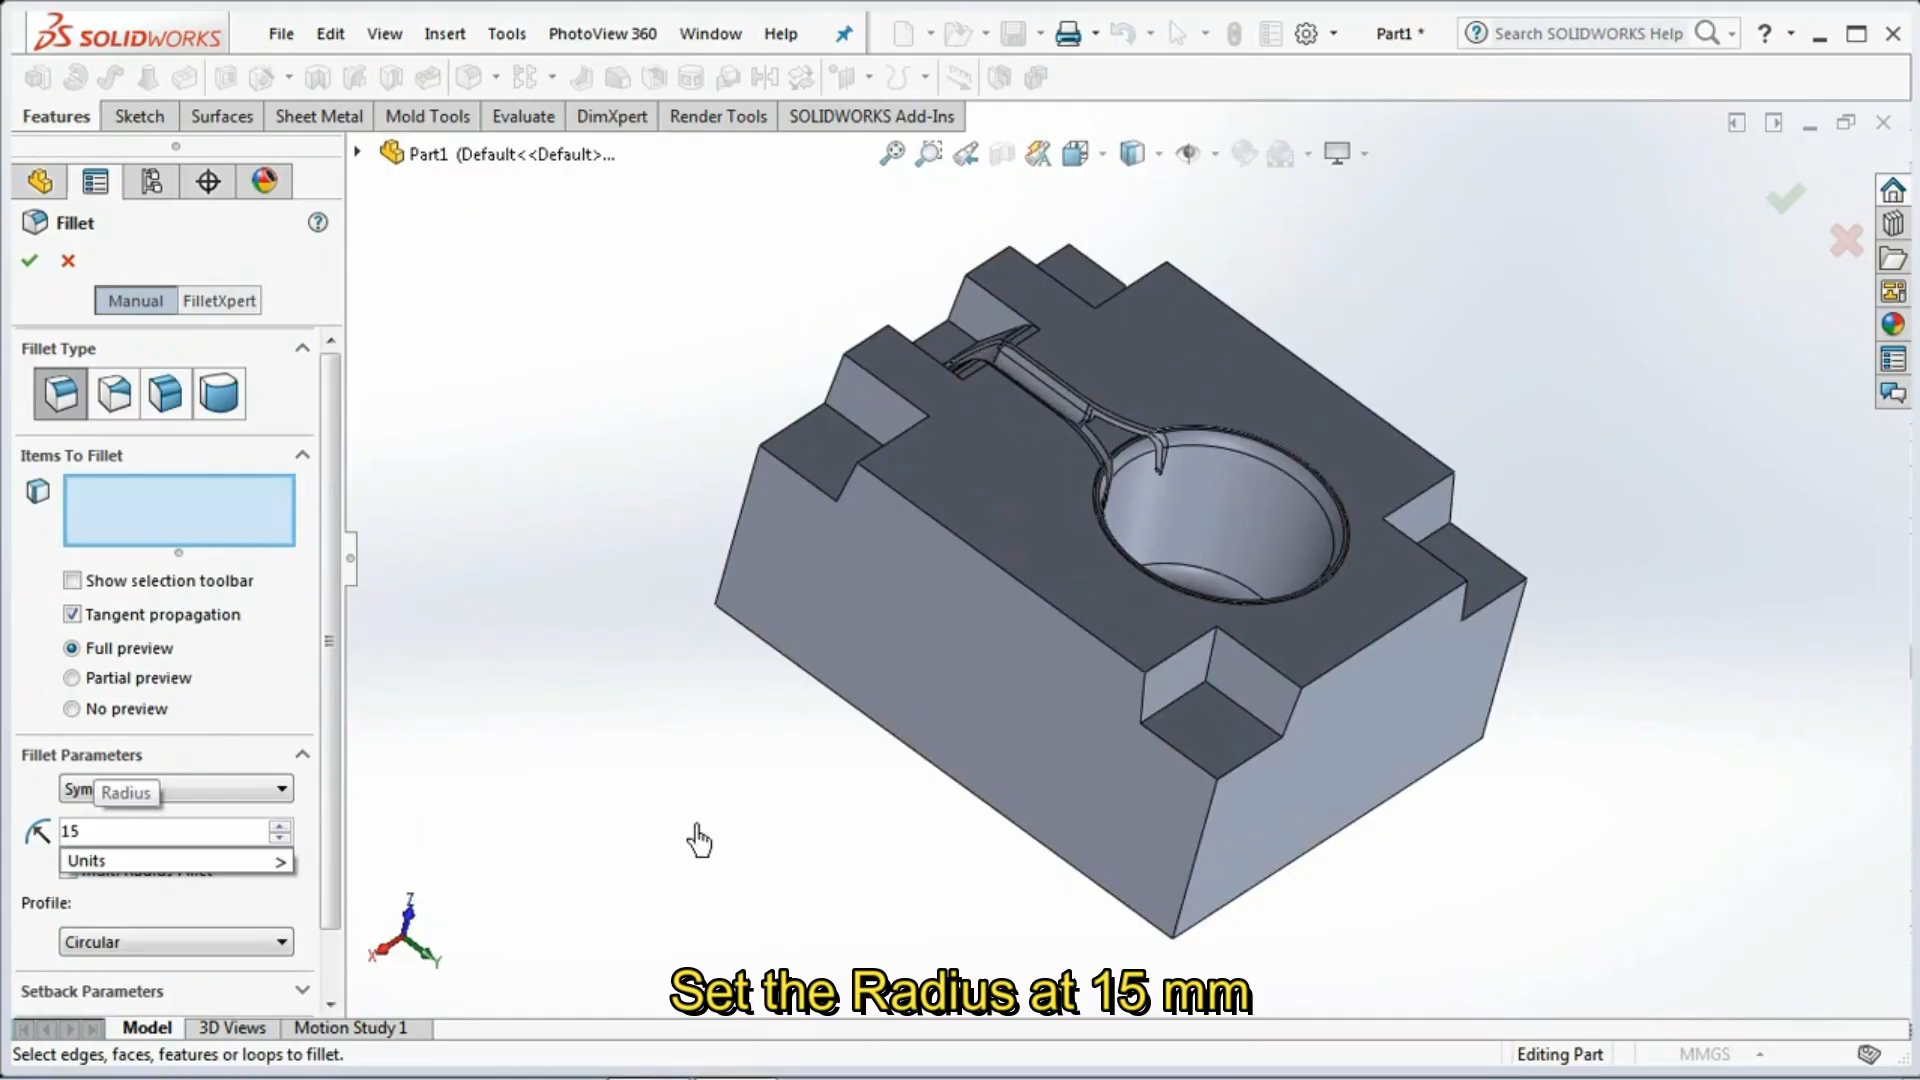 SOLIDWORKS
File Edit View Insert Tools PhotoView 360 Window Help
Part1 *
Search SOLIDWORKS Help
?
Features Sketch Surfaces Sheet Metal Mold Tools Evaluate DimXpert Render Tools SOLIDWORKS Add-Ins
Part1 (Default<<Default>...
Fillet
Manual FilletXpert
Fillet Type
Items To Fillet
Show selection toolbar
Tangent propagation
Full preview
Partial preview
No preview
Fillet Parameters
Sym
Radius
15
Units >
Profile:
Circular
Setback Parameters
Z
X
Y
Set the Radius at 15 mm
Model 3D Views Motion Study 1
Select edges, faces, features or loops to fillet.
Editing Part
MMGS